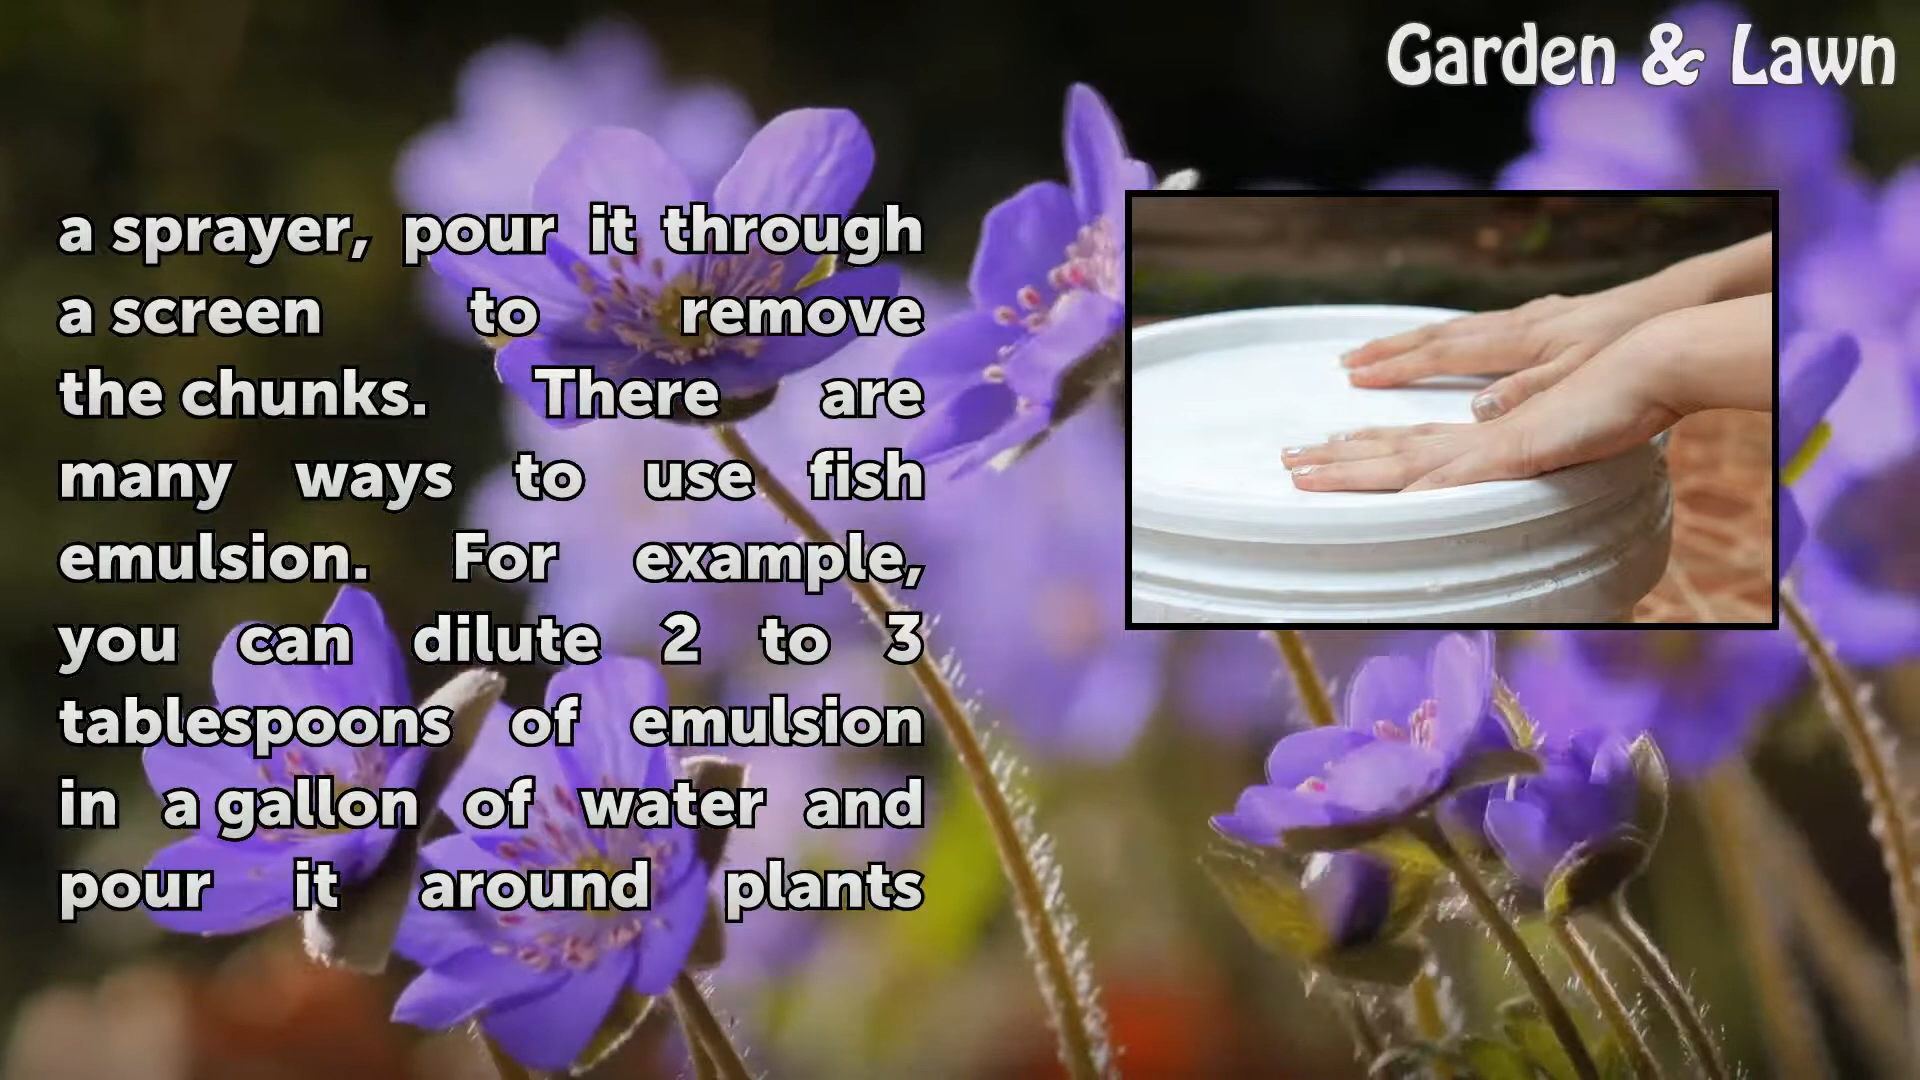 Garden & Lawn
a sprayer, pour it through
a screen to remove
the chunks. There are
many ways to use fish
emulsion. For example,
you can dilute 2 to 3
tablespoons of emulsion
in a gallon of water and
pour it around plants